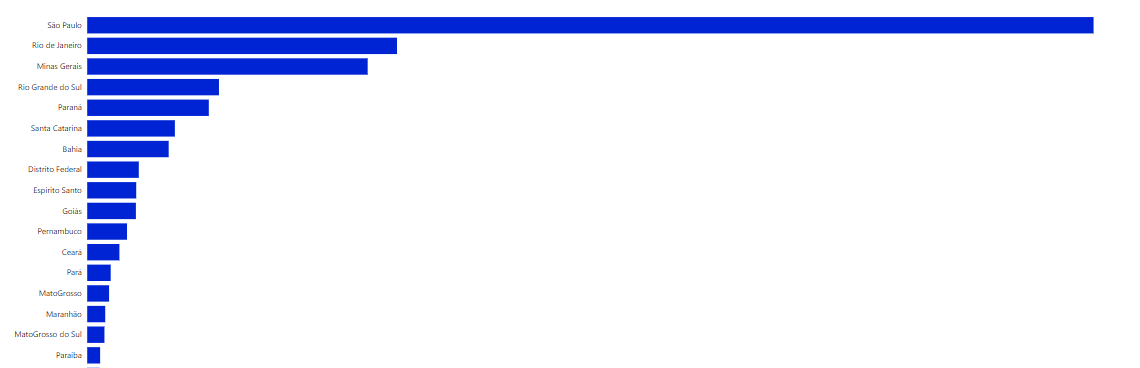 São Paulo
Rio de Janeiro
Minas Gerais
Rio Grande do Sul
Paraná
Santa Catarina
Bahia
Distrito Federal
Espírito Santo
Goiás
Pernambuco
Ceará
Pará
MatoGrosso
Maranhão
MatoGrosso do Sul
Paraíba